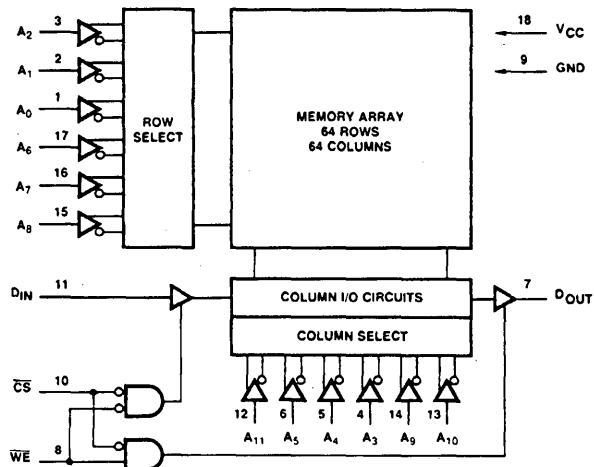 A2 3
A1 2
A0 1
A6 17
A7 16
A8 15
ROW
SELECT
MEMORY ARRAY
64 ROWS
64 COLUMNS
18 VCC
9 GND
DIN 11
COLUMN I/O CIRCUITS
COLUMN SELECT
7 DOUT
12 6 5 4 14 13
A11 A5 A4 A3 A9 A10
C̅S̅ 10
W̅E̅ 8